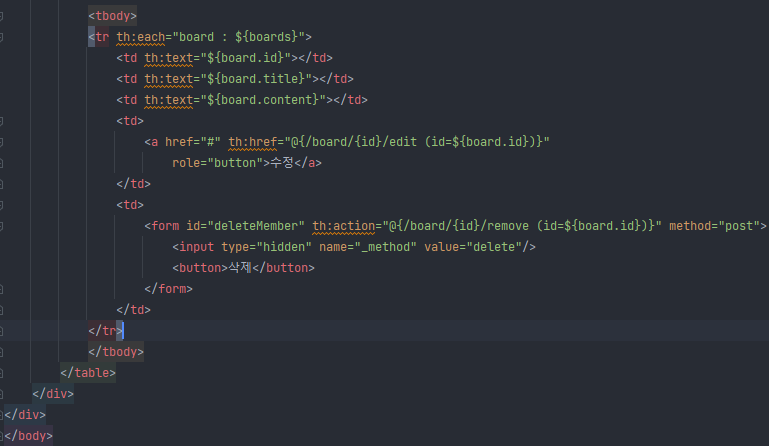 <tbody>
<tr th:each="board : ${boards}">
<td th:text="${board.id}"></td>
<td th:text="${board.title}"></td>
<td th:text="${board.content}"></td>
<td>
<a href="#" th:href="@{/board/{id}/edit (id=${board.id})}"
role="button">수정</a>
</td>
<td>
<form id="deleteMember" th:action="@{/board/{id}/remove (id=${board.id})}" method="post">
<input type="hidden" name="_method" value="delete"/>
<button>삭제</button>
</form>
</td>
</tr>
</tbody>
</table>
</div>
</div>
</body>